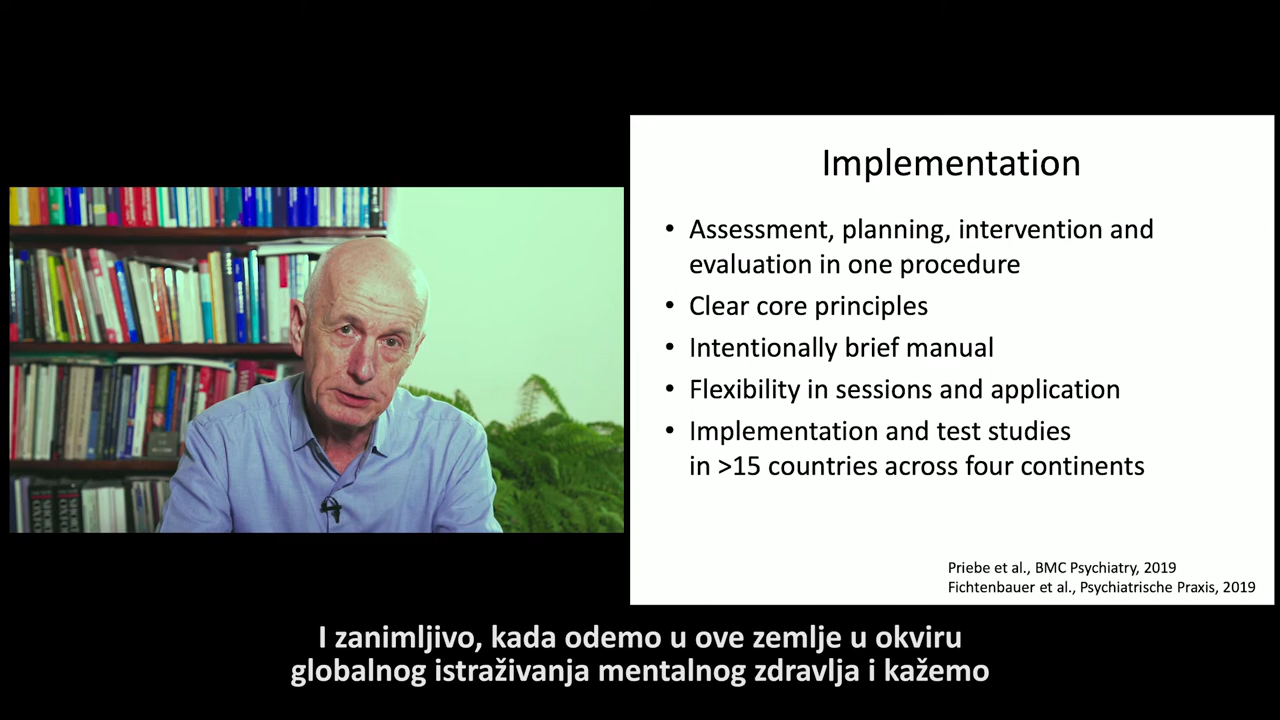 Implementation
• Assessment, planning, intervention and
evaluation in one procedure
• Clear core principles
• Intentionally brief manual
• Flexibility in sessions and application
• Implementation and test studies
in >15 countries across four continents
Priebe et al., BMC Psychiatry, 2019
Fichtenbauer et al., Psychiatrische Praxis, 2019
I zanimljivo, kada odemo u ove zemlje u okviru
globalnog istraživanja mentalnog zdravlja i kažemo